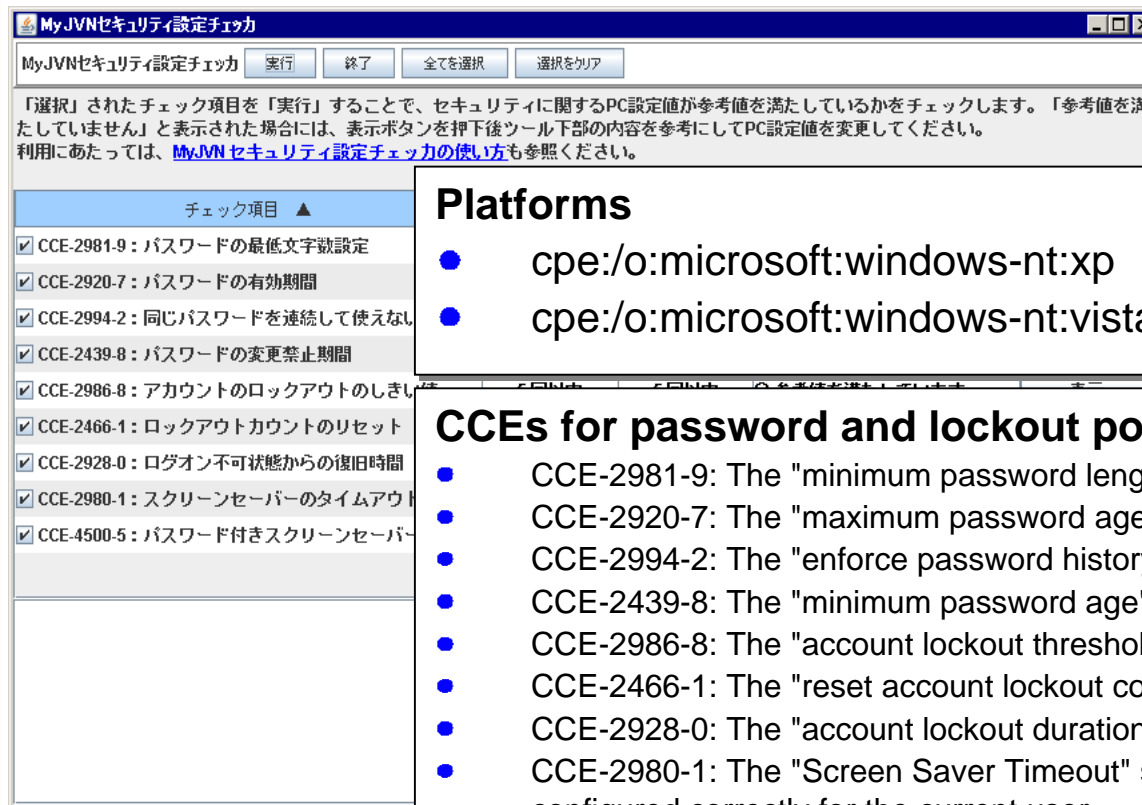 MyJVNセキュリティ設定チェッカ
MyJVNセキュリティ設定チェッカ 実行 終了 全てを選択 選択をクリア
「選択」されたチェック項目を「実行」することで、セキュリティに関するPC設定値が参考値を満たしているかをチェックします。「参考値を満
たしていません」と表示された場合には、表示ボタンを押下後ツール下部の内容を参考にしてPC設定値を変更してください。
利用にあたっては、MyJVN セキュリティ設定チェッカの使い方も参照ください。
チェック項目 ▲
CCE-2981-9：パスワードの最低文字数設定
CCE-2920-7：パスワードの有効期間
CCE-2994-2：同じパスワードを連続して使えない
CCE-2439-8：パスワードの変更禁止期間
CCE-2986-8：アカウントのロックアウトのしきい値
CCE-2466-1：ロックアウトカウントのリセット
CCE-2928-0：ログオン不可状態からの復旧時間
CCE-2980-1：スクリーンセーバーのタイムアウト
CCE-4500-5：パスワード付きスクリーンセーバー
Platforms
cpe:/o:microsoft:windows-nt:xp
cpe:/o:microsoft:windows-nt:vista
CCEs for password and lockout po
CCE-2981-9: The "minimum password leng
CCE-2920-7: The "maximum password age
CCE-2994-2: The "enforce password history
CCE-2439-8: The "minimum password age"
CCE-2986-8: The "account lockout threshol
CCE-2466-1: The "reset account lockout co
CCE-2928-0: The "account lockout duration
CCE-2980-1: The "Screen Saver Timeout" s
configured correctly for the current user